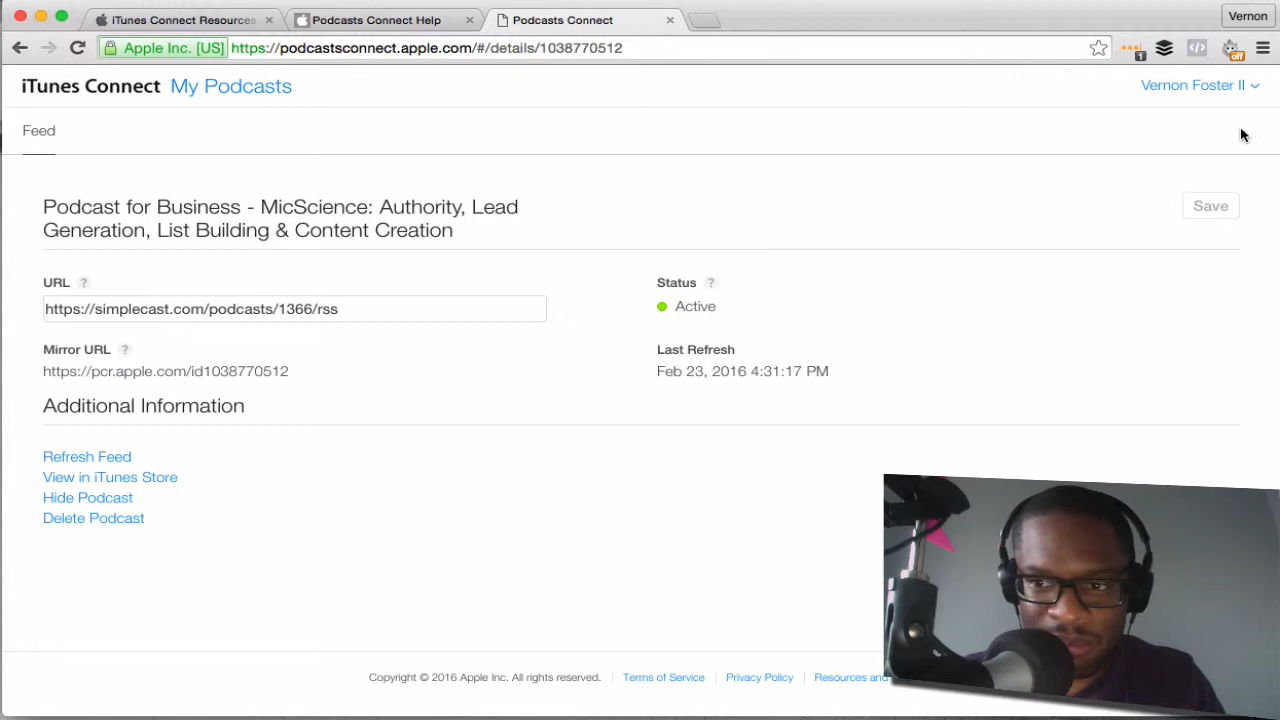 iTunes Connect Resources
Podcasts Connect Help
Podcasts Connect
Vernon
Apple Inc. [US] https://podcastsconnect.apple.com/#/details/1038770512
1
off
iTunes Connect My Podcasts
Vernon Foster II
Feed
Podcast for Business - MicScience: Authority, Lead
Generation, List Building & Content Creation
Save
URL ?
https://simplecast.com/podcasts/1366/rss
Status ?
Active
Mirror URL ?
https://pcr.apple.com/id1038770512
Last Refresh
Feb 23, 2016 4:31:17 PM
Additional Information
Refresh Feed
View in iTunes Store
Hide Podcast
Delete Podcast
Copyright © 2016 Apple Inc. All rights reserved. Terms of Service Privacy Policy Resources and